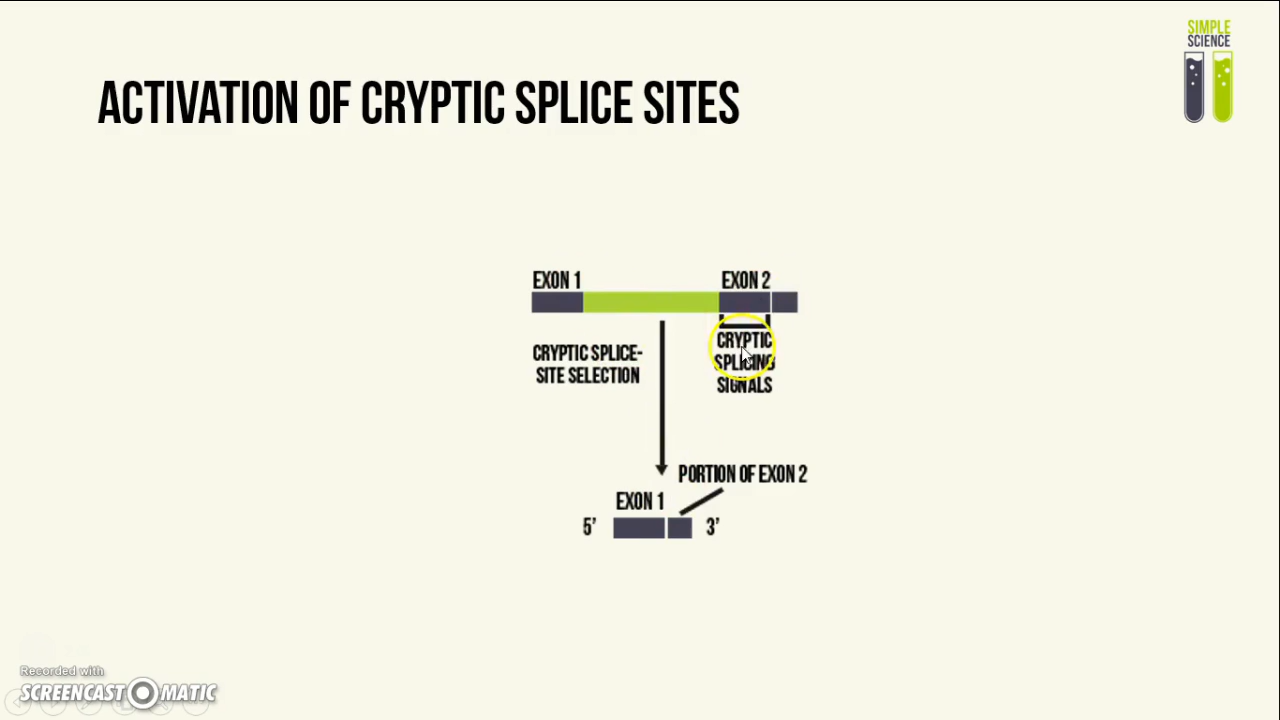 SIMPLE
SCIENCE
ACTIVATION OF CRYPTIC SPLICE SITES
EXON 1
EXON 2
CRYPTIC SPLICE-
SITE SELECTION
CRYPTIC
SPLICING
SIGNALS
PORTION OF EXON 2
EXON 1
5’
3’
Recorded with
SCREENCAST MATIC